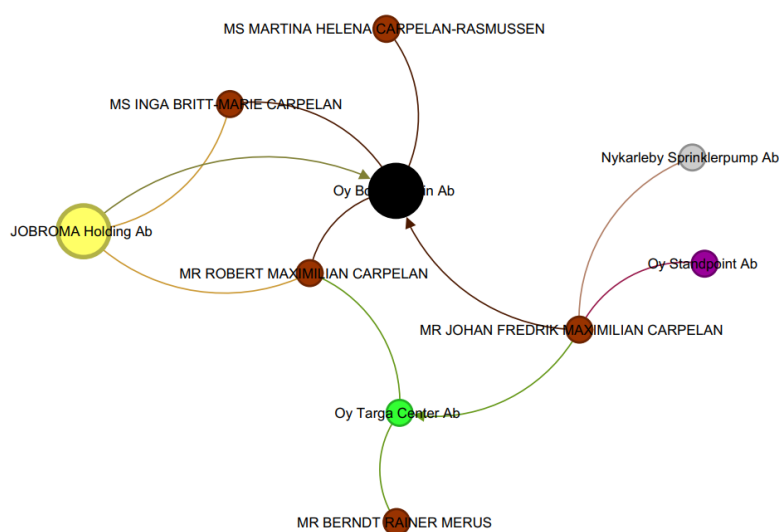 MS MARTINA HELENA CARPELAN-RASMUSSEN
MS INGA BRITT-MARIE CARPELAN
Nykarleby Sprinklerpump Ab
Oy Ab
JOBROMA Holding Ab
Oy Standpoint Ab
MR ROBERT MAXIMILIAN CARPELAN
MR JOHAN FREDRIK MAXIMILIAN CARPELAN
Oy Targa Center Ab
MR BERNDT RAINER MERUS